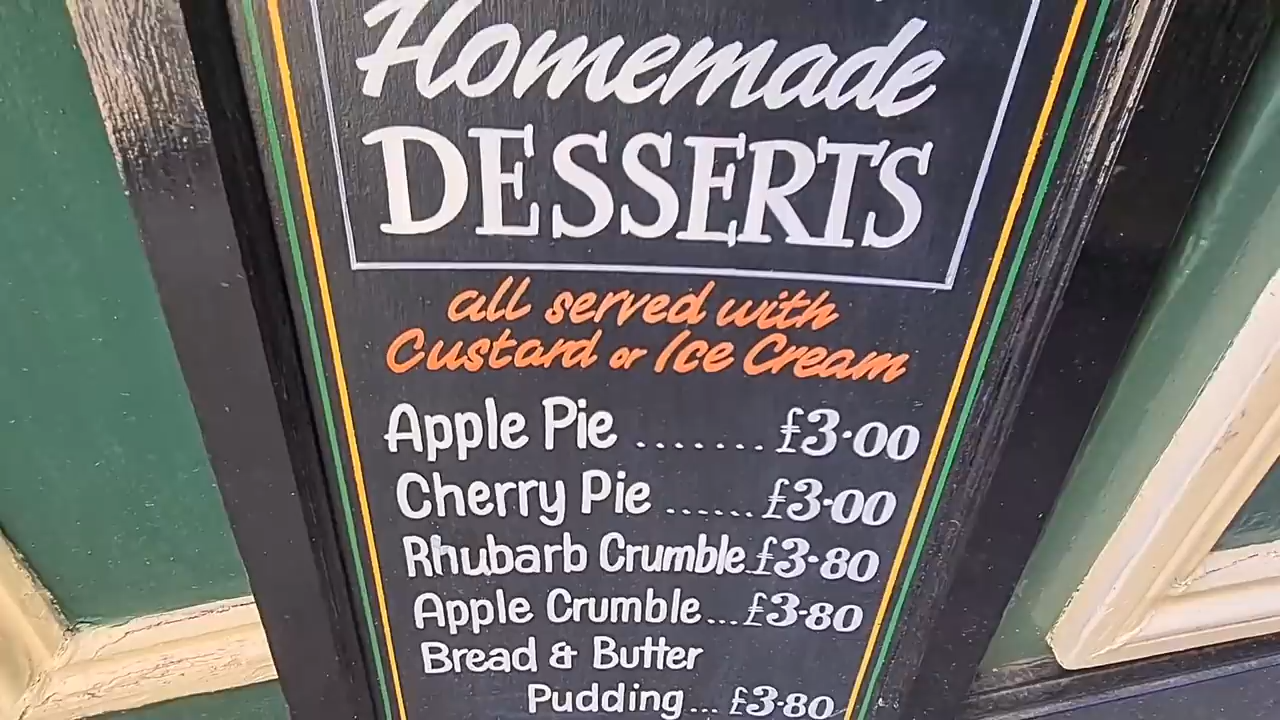 Homemade
DESSERTS
all served with
Custard or Ice Cream
Apple Pie ....... £3·00
Cherry Pie ...... £3·00
Rhubarb Crumble £3·80
Apple Crumble... £3·80
Bread & Butter
Pudding... £3·80